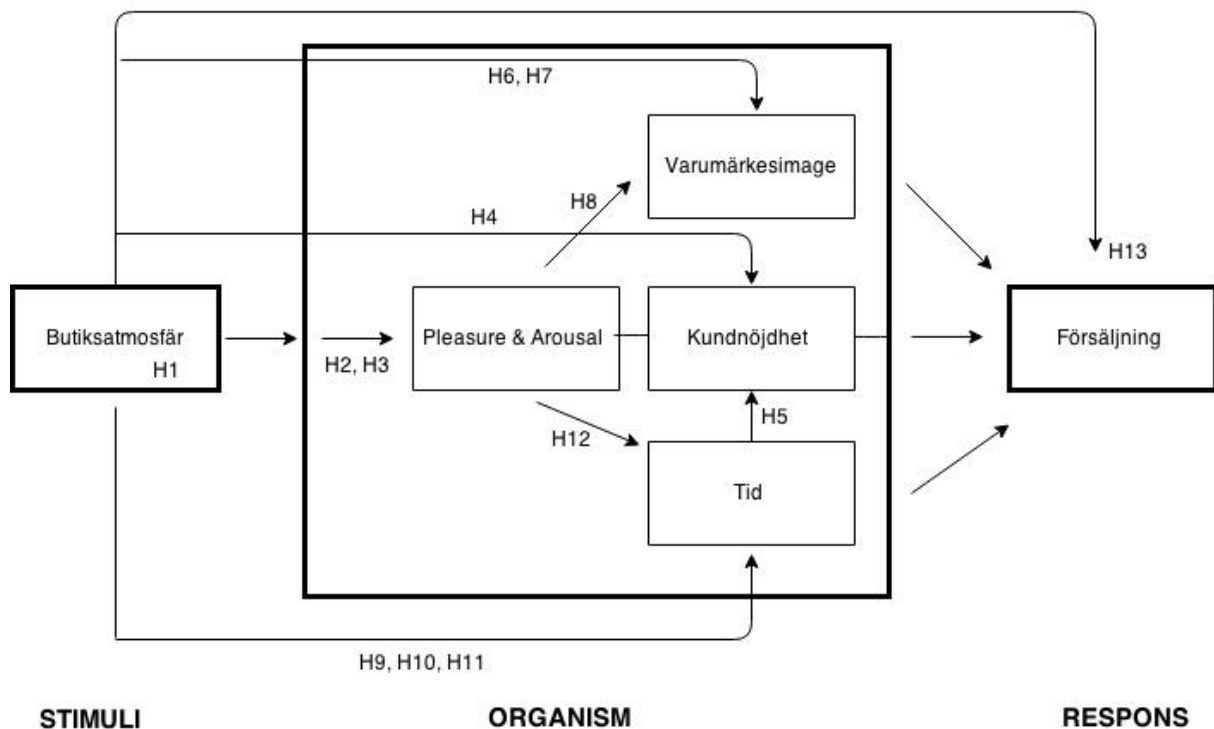 H6, H7
Varumärkesimage
H8
H4
H13
Butiksatmosfär
H1
H2, H3
Pleasure & Arousal
Kundnöjdhet
Försäljning
H12
H5
Tid
H9, H10, H11
STIMULI
ORGANISM
RESPONS